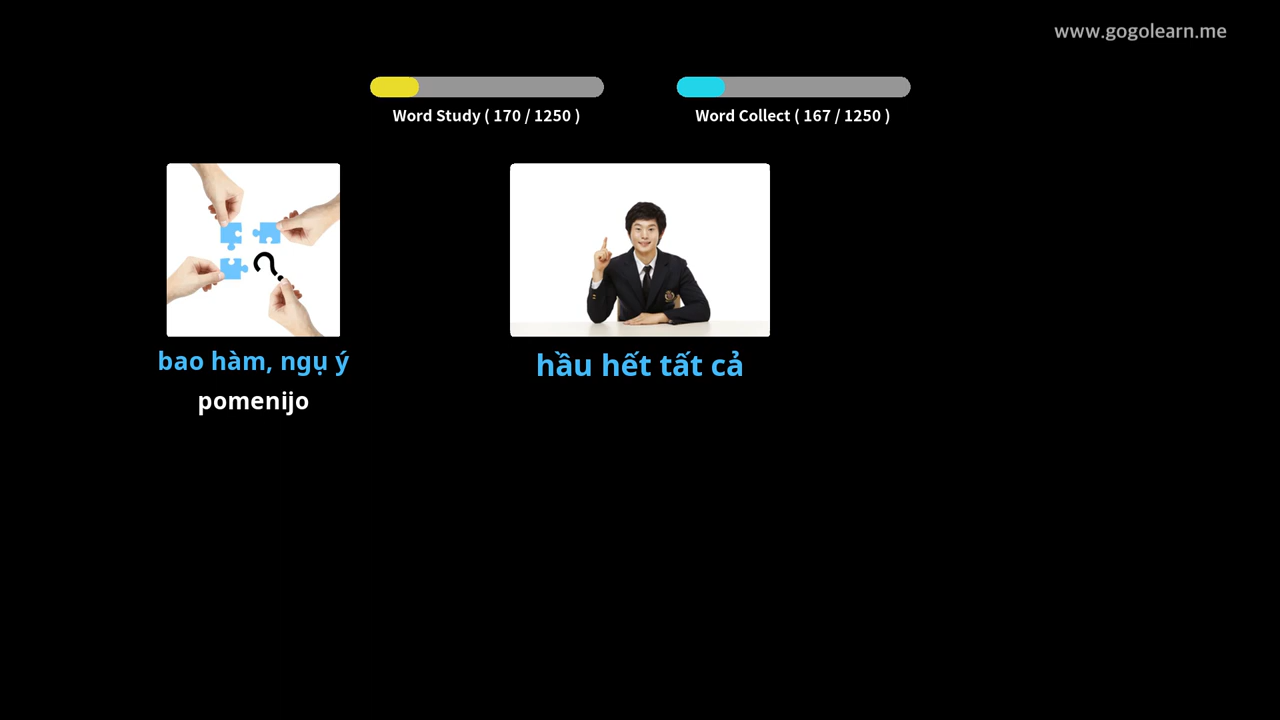 www.gogolearn.me
Word Study ( 170 / 1250 )
Word Collect ( 167 / 1250 )
bao hàm, ngụ ý
pomenijo
hầu hết tất cả